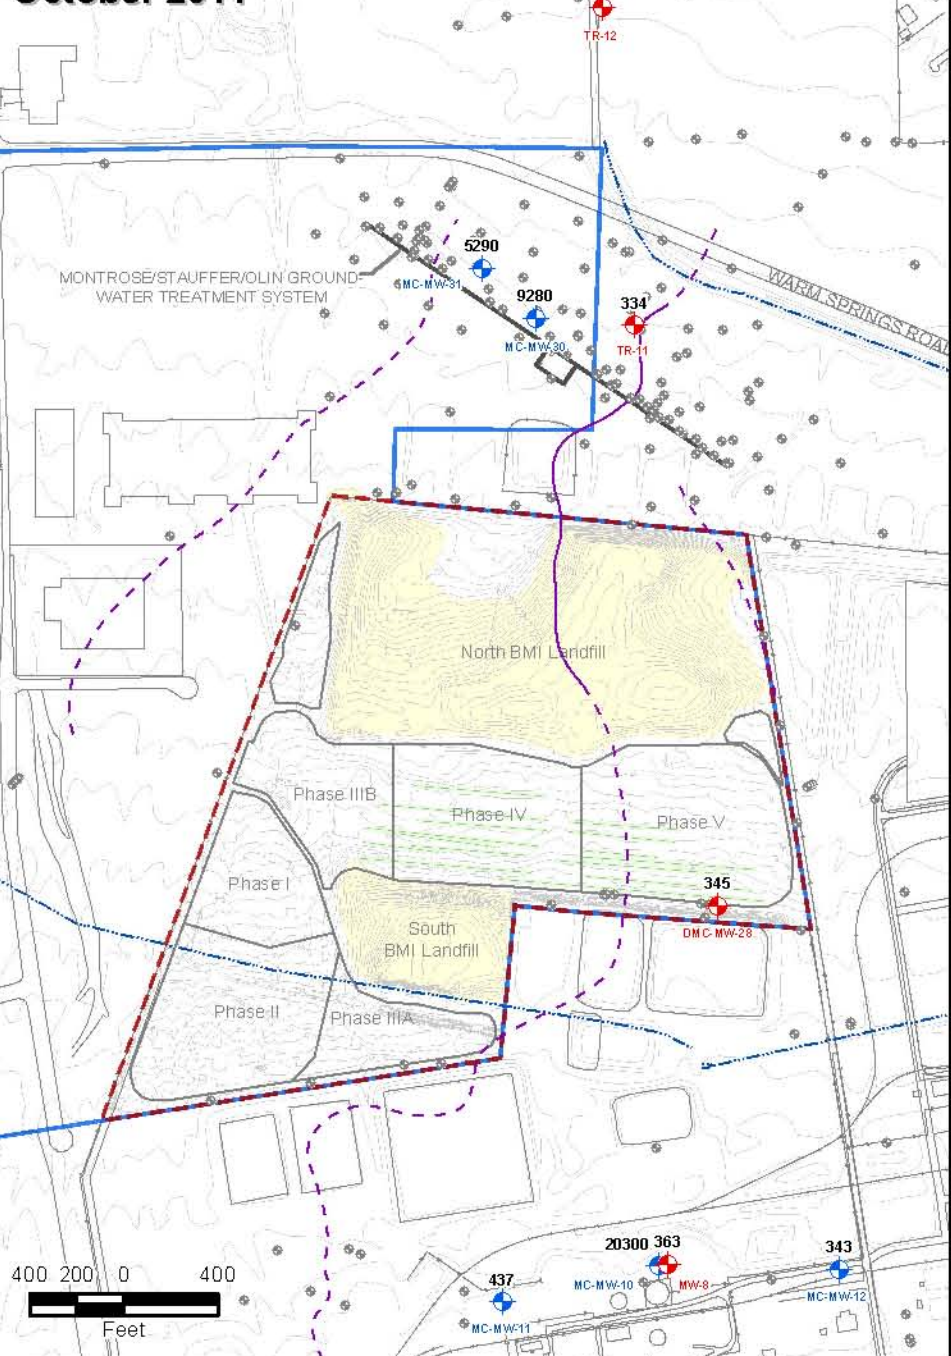 October 2011
TR-12
5290
MONTROSE/STAUFFER/OLIN GROUND-
WATER TREATMENT SYSTEM
MC-MW-31
WARM SPRINGS ROAD
9280
334
MC-MW-30
TR-11
North BMI Landfill
Phase IIIB
Phase IV
Phase V
Phase I
345
South
BMI Landfill
DMC-MW-28
Phase II
Phase IIIA
20300 363
343
400 200 0 400
437
MC-MW-10
MW-8
MC-MW-12
Feet
MC-MW-11